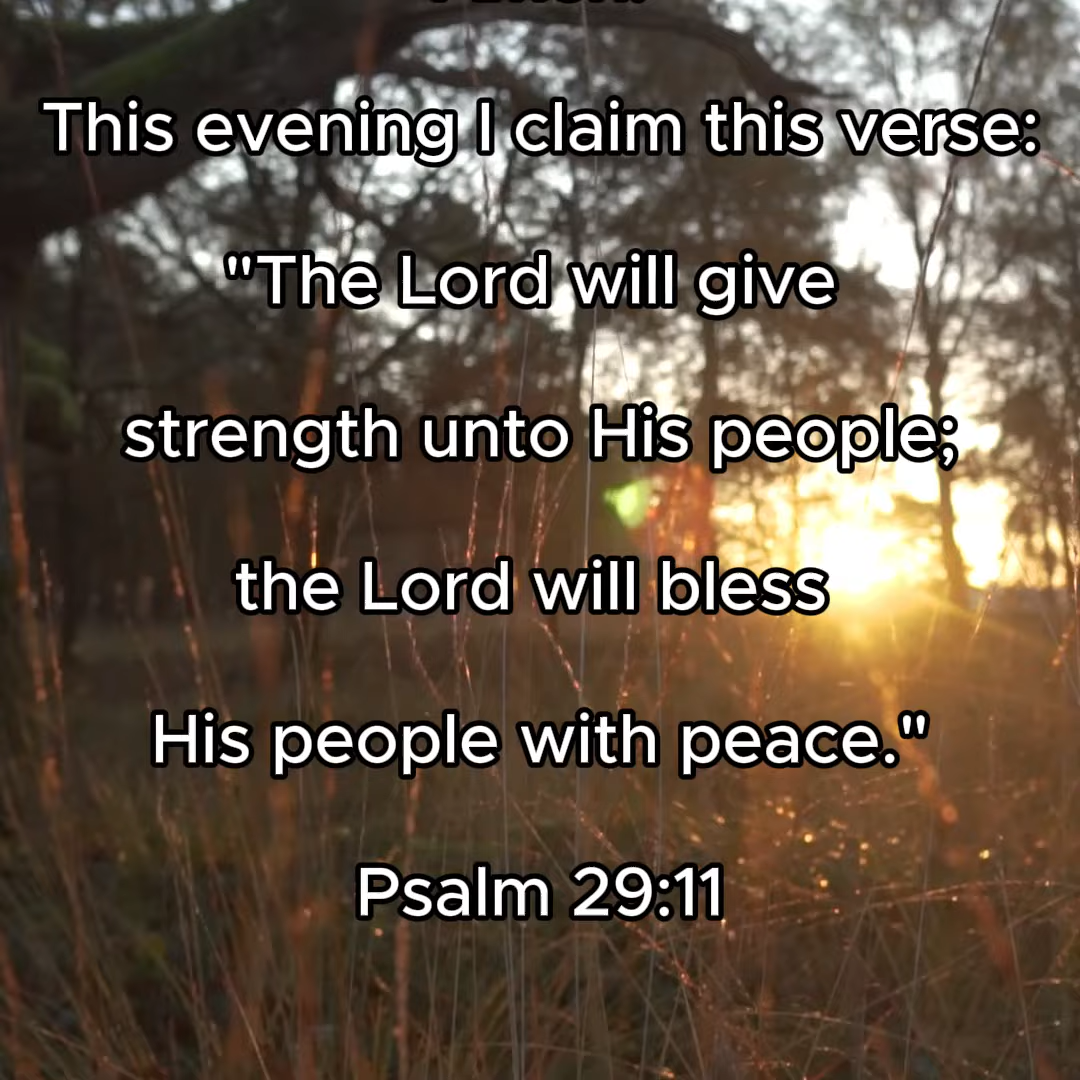 This evening I claim this verse:
"The Lord will give
strength unto His people;
the Lord will bless
His people with peace."
Psalm 29:11